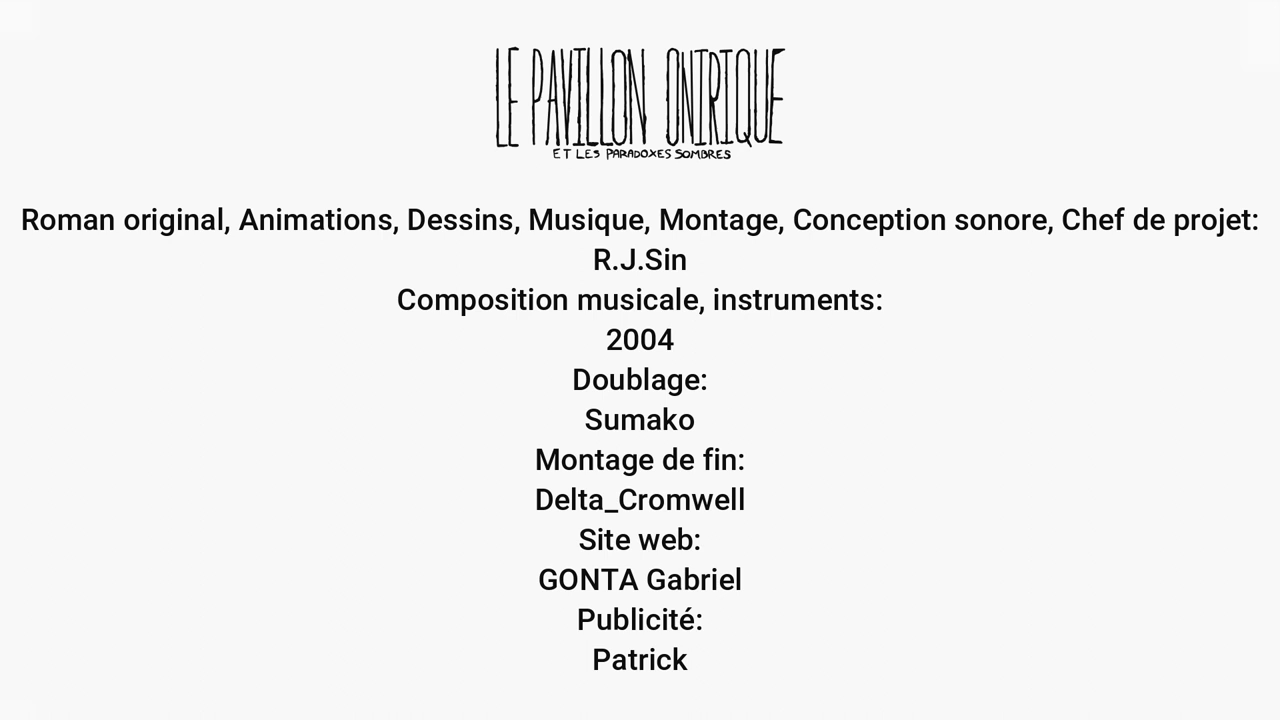 LE PAVILLON ONIRIQUE
ET LES PARADOXES SOMBRES
Roman original, Animations, Dessins, Musique, Montage, Conception sonore, Chef de projet:
R.J.Sin
Composition musicale, instruments:
2004
Doublage:
Sumako
Montage de fin:
Delta_Cromwell
Site web:
GONTA Gabriel
Publicité:
Patrick